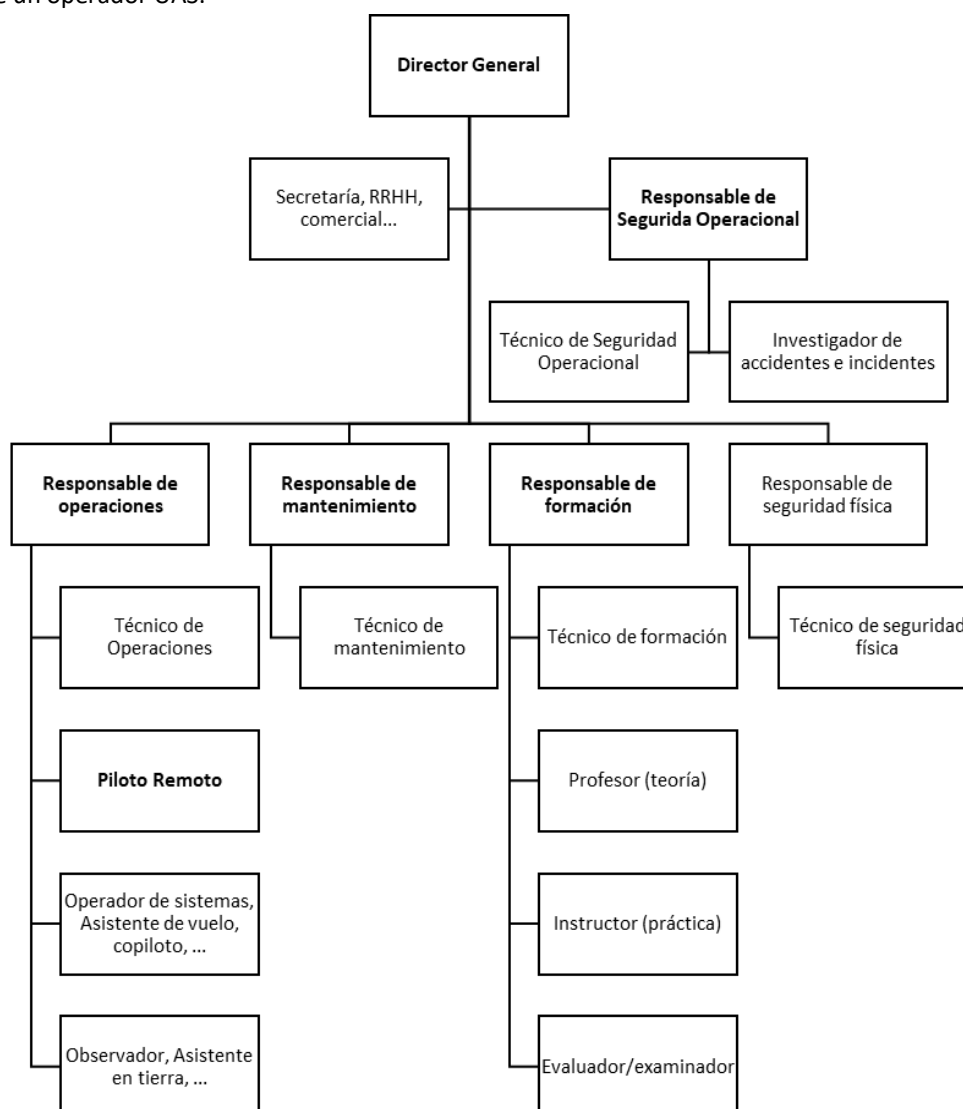 un operador UAS.
Director General
Secretaría, RRHH,
comercial...
Responsable de
Segurida Operacional
Técnico de Seguridad
Operacional
Investigador de
accidentes e incidentes
Responsable de
operaciones
Responsable de
mantenimiento
Responsable de
formación
Responsable de
seguridad física
Técnico de
Operaciones
Técnico de
mantenimiento
Técnico de formación
Técnico de seguridad
física
Piloto Remoto
Profesor (teoría)
Operador de sistemas,
Asistente de vuelo,
copiloto, ...
Instructor (práctica)
Observador, Asistente
en tierra, ...
Evaluador/examinador